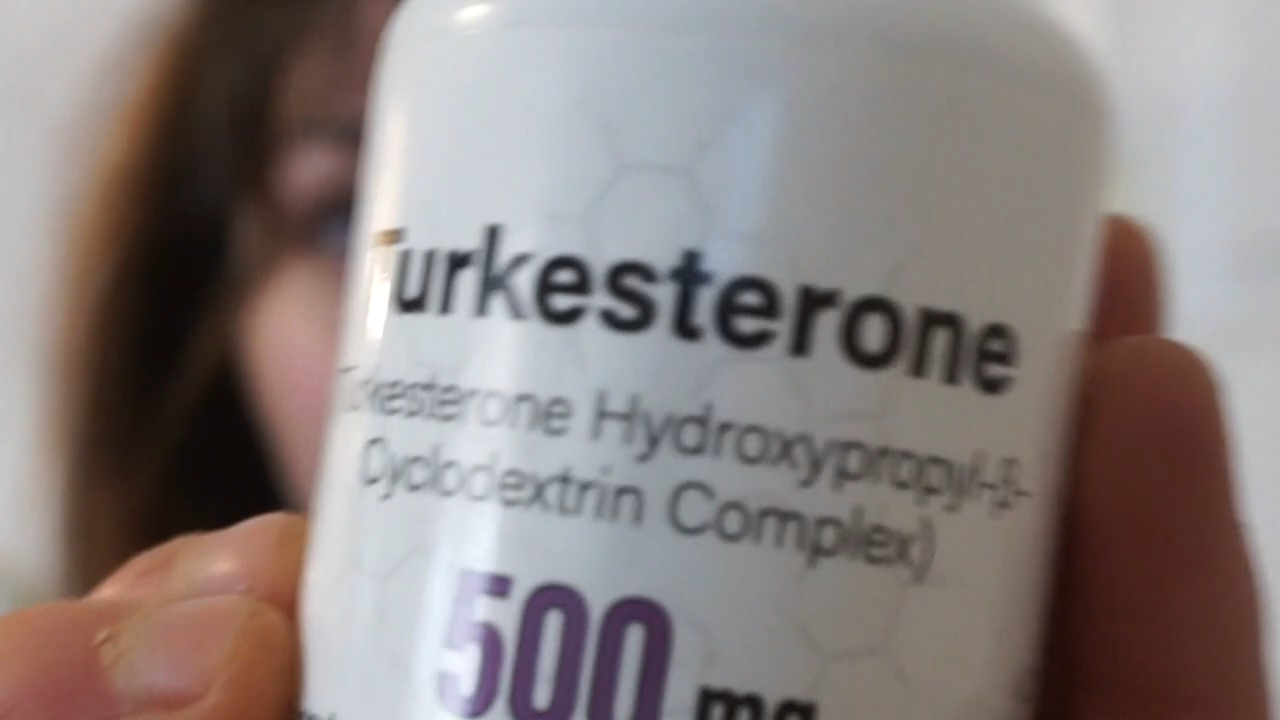 Turkesterone
Turkesterone Hydroxypropyl-β-
Cyclodextrin Complex)
500 mg